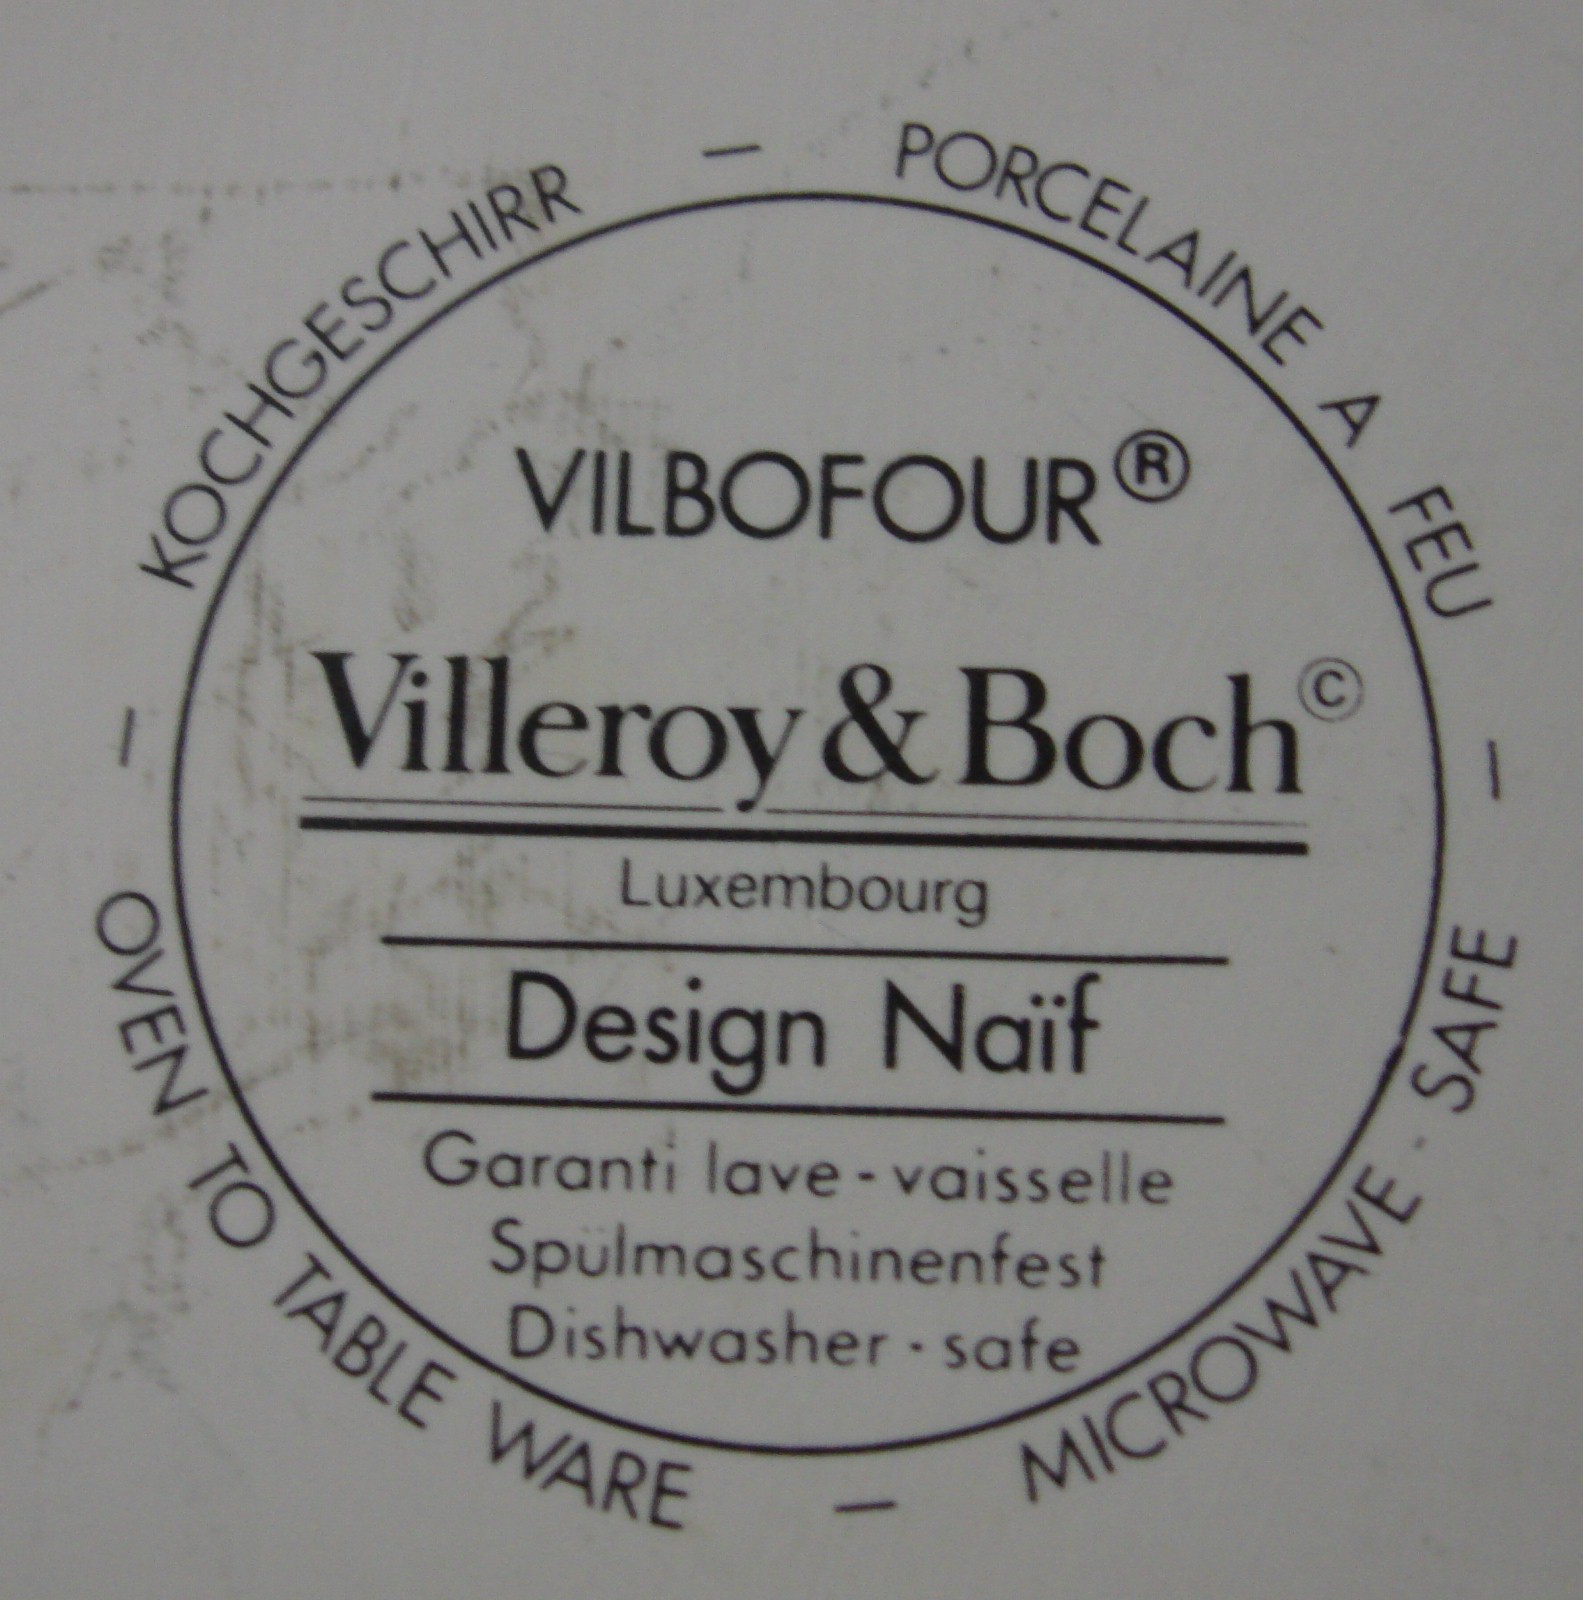 KOCHGESCHIRR — PORCELAINE A FEU — MICROWAVE · SAFE — OVEN TO TABLE WARE —
VILBOFOUR®
Villeroy & Boch©
Luxembourg
Design Naïf
Garanti lave-vaisselle
Spülmaschinenfest
Dishwasher · safe